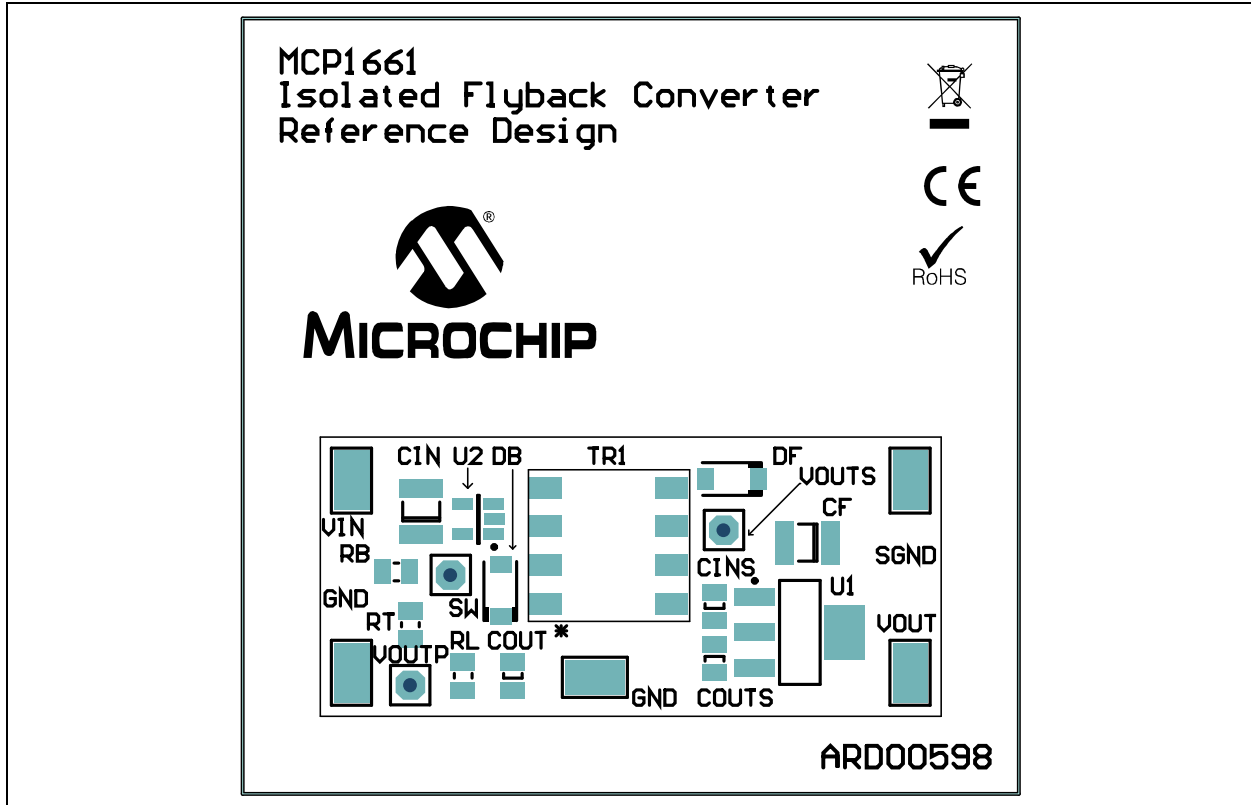 MCP1661
Isolated Flyback Converter
Reference Design
®
MICROCHIP
CE
RoHS
CIN U2 DB TR1 DF
VOUTS
CF
VIN
RB
CINS
SGND
U1
GND
SW
RT
VOUT
RL COUT
VOUTP
*
GND COUTS
ARD00598